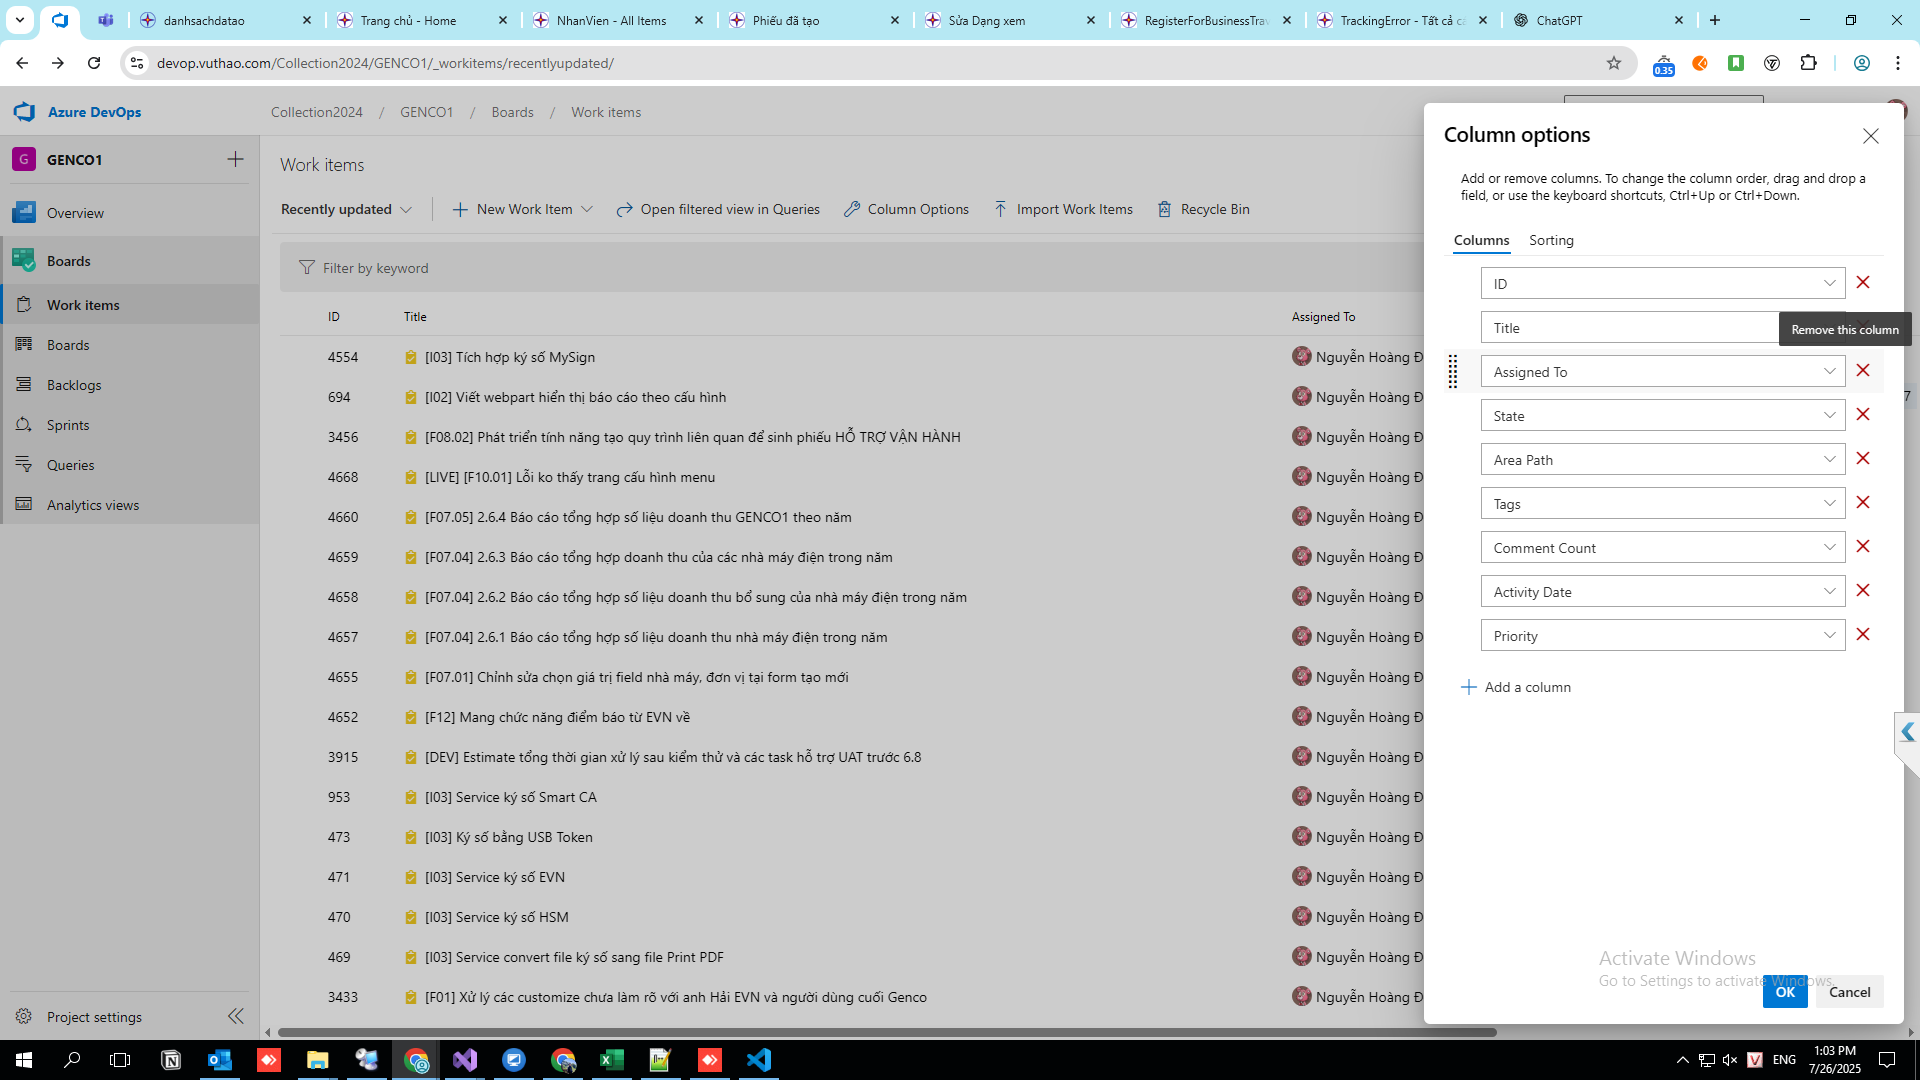 danhsachdatao
Trang chủ - Home
NhanVien - All Items
Phiếu đã tạo
Sửa Dạng xem
RegisterForBusinessTrav
TrackingError - Tất cả cá
ChatGPT
devop.vuthao.com/Collection2024/GENCO1/_workitems/recentlyupdated/
0.35
Azure DevOps
Collection2024 / GENCO1 / Boards / Work items
G GENCO1
Overview
Boards
Work items
Boards
Backlogs
Sprints
Queries
Analytics views
Project settings
Work items
Recently updated
New Work Item
Open filtered view in Queries
Column Options
Import Work Items
Recycle Bin
Filter by keyword
ID Title Assigned To
4554 [I03] Tích hợp ký số MySign Nguyễn Hoàng Đ
694 [I02] Viết webpart hiển thị báo cáo theo cấu hình Nguyễn Hoàng Đ
3456 [F08.02] Phát triển tính năng tạo quy trình liên quan để sinh phiếu HỖ TRỢ VẬN HÀNH Nguyễn Hoàng Đ
4668 [LIVE] [F10.01] Lỗi ko thấy trang cấu hình menu Nguyễn Hoàng Đ
4660 [F07.05] 2.6.4 Báo cáo tổng hợp số liệu doanh thu GENCO1 theo năm Nguyễn Hoàng Đ
4659 [F07.04] 2.6.3 Báo cáo tổng hợp doanh thu của các nhà máy điện trong năm Nguyễn Hoàng Đ
4658 [F07.04] 2.6.2 Báo cáo tổng hợp số liệu doanh thu bổ sung của nhà máy điện trong năm Nguyễn Hoàng Đ
4657 [F07.04] 2.6.1 Báo cáo tổng hợp số liệu doanh thu nhà máy điện trong năm Nguyễn Hoàng Đ
4655 [F07.01] Chỉnh sửa chọn giá trị field nhà máy, đơn vị tại form tạo mới Nguyễn Hoàng Đ
4652 [F12] Mang chức năng điểm báo từ EVN về Nguyễn Hoàng Đ
3915 [DEV] Estimate tổng thời gian xử lý sau kiểm thử và các task hỗ trợ UAT trước 6.8 Nguyễn Hoàng Đ
953 [I03] Service ký số Smart CA Nguyễn Hoàng Đ
473 [I03] Ký số bằng USB Token Nguyễn Hoàng Đ
471 [I03] Service ký số EVN Nguyễn Hoàng Đ
470 [I03] Service ký số HSM Nguyễn Hoàng Đ
469 [I03] Service convert file ký số sang file Print PDF Nguyễn Hoàng Đ
3433 [F01] Xử lý các customize chưa làm rõ với anh Hải EVN và người dùng cuối Genco Nguyễn Hoàng Đ
7
Column options
Add or remove columns. To change the column order, drag and drop a
field, or use the keyboard shortcuts, Ctrl+Up or Ctrl+Down.
Columns Sorting
ID
Title
Remove this column
Assigned To
State
Area Path
Tags
Comment Count
Activity Date
Priority
Add a column
Activate Windows
Go to Settings to activate Windows.
OK Cancel
ENG
1:03 PM
7/26/2025